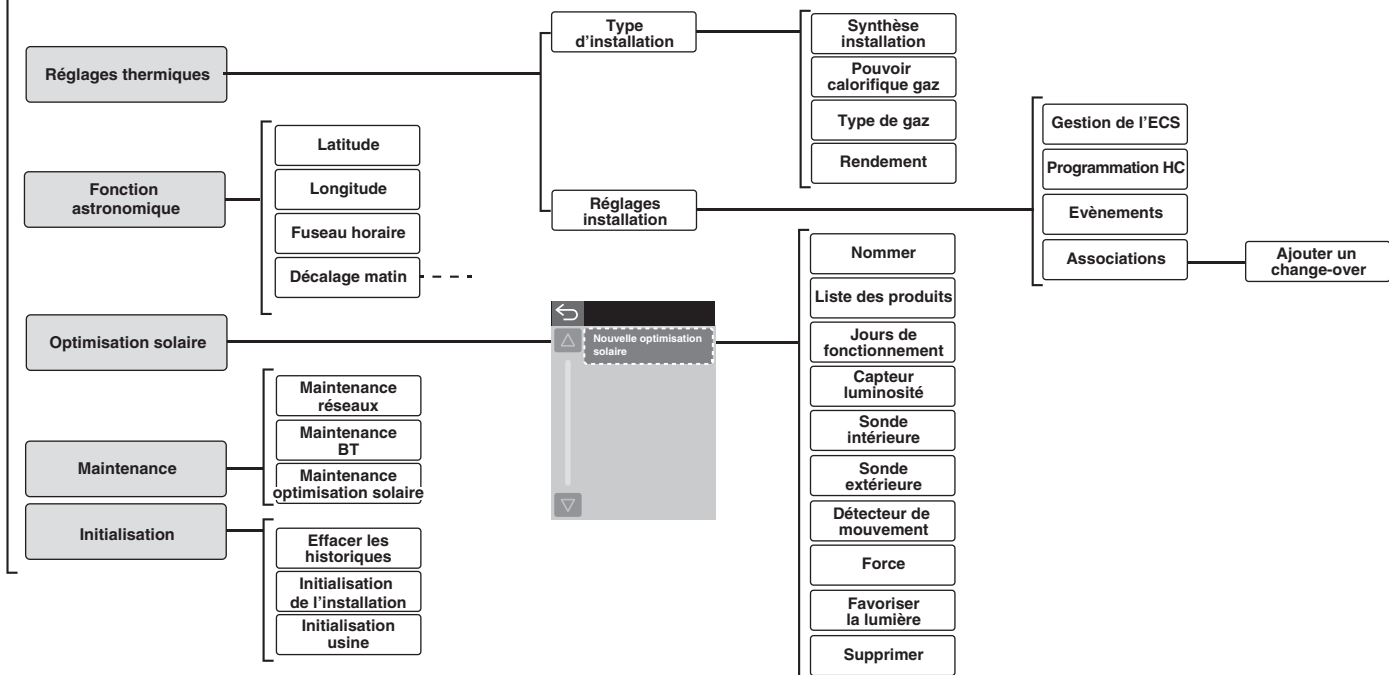 Réglages thermiques
Type
d’installation
Synthèse
installation
Pouvoir
calorifique gaz
Type de gaz
Rendement
Réglages
installation
Gestion de l’ECS
Programmation HC
Evènements
Associations
Ajouter un
change-over
Fonction
astronomique
Latitude
Longitude
Fuseau horaire
Décalage matin
Optimisation solaire
Nouvelle optimisation
solaire
Nommer
Liste des produits
Jours de
fonctionnement
Capteur
luminosité
Sonde
intérieure
Sonde
extérieure
Détecteur de
mouvement
Force
Favoriser
la lumière
Supprimer
Maintenance
Maintenance
réseaux
Maintenance
BT
Maintenance
optimisation solaire
Initialisation
Effacer les
historiques
Initialisation
de l’installation
Initialisation
usine